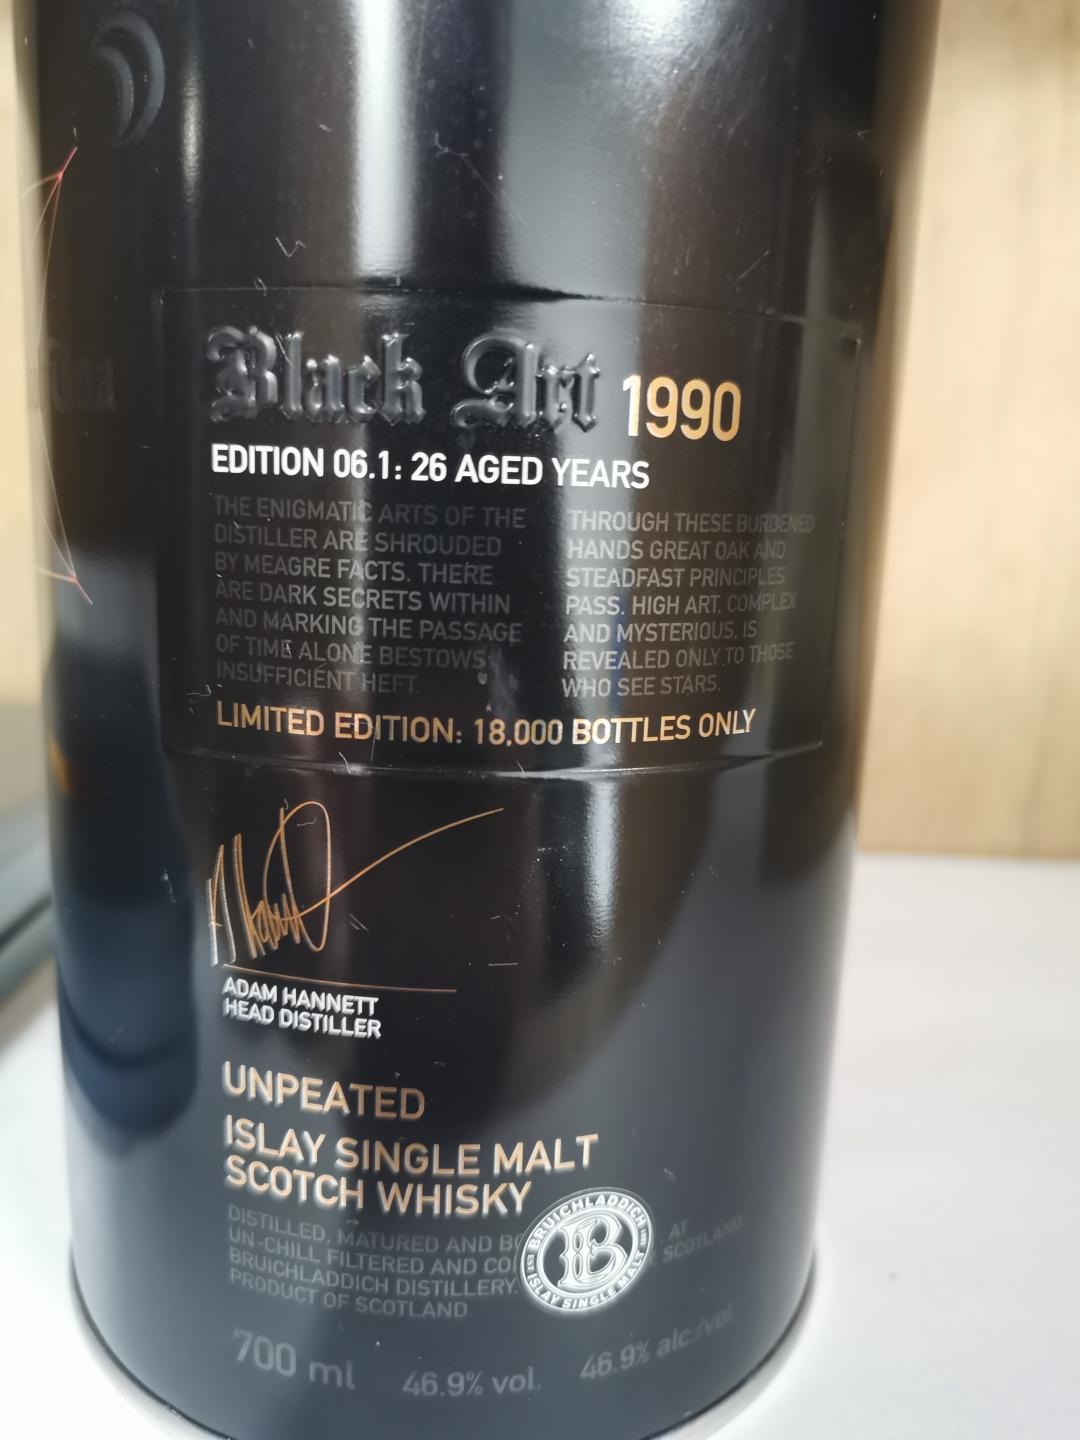 Black Art 1990
EDITION 06.1: 26 AGED YEARS
THE ENIGMATIC ARTS OF THE
DISTILLER ARE SHROUDED
BY MEAGRE FACTS. THERE
ARE DARK SECRETS WITHIN
AND MARKING THE PASSAGE
OF TIME ALONE BESTOWS
INSUFFICIENT HEFT.
THROUGH THESE BURDENED
HANDS GREAT OAK AND
STEADFAST PRINCIPLES
PASS. HIGH ART, COMPLEX
AND MYSTERIOUS, IS
REVEALED ONLY TO THOSE
WHO SEE STARS.
LIMITED EDITION: 18,000 BOTTLES ONLY
ADAM HANNETT
HEAD DISTILLER
UNPEATED
ISLAY SINGLE MALT
SCOTCH WHISKY
DISTILLED, MATURED AND AT
UN-CHILL FILTERED AND SCOTLAND
BRUICHLADDICH DISTILLERY.
PRODUCT OF SCOTLAND.
BRUICHLADDICH
B
ISLAY SINGLE MALT
700 ml 46.9% vol. 46.9% alc./vol